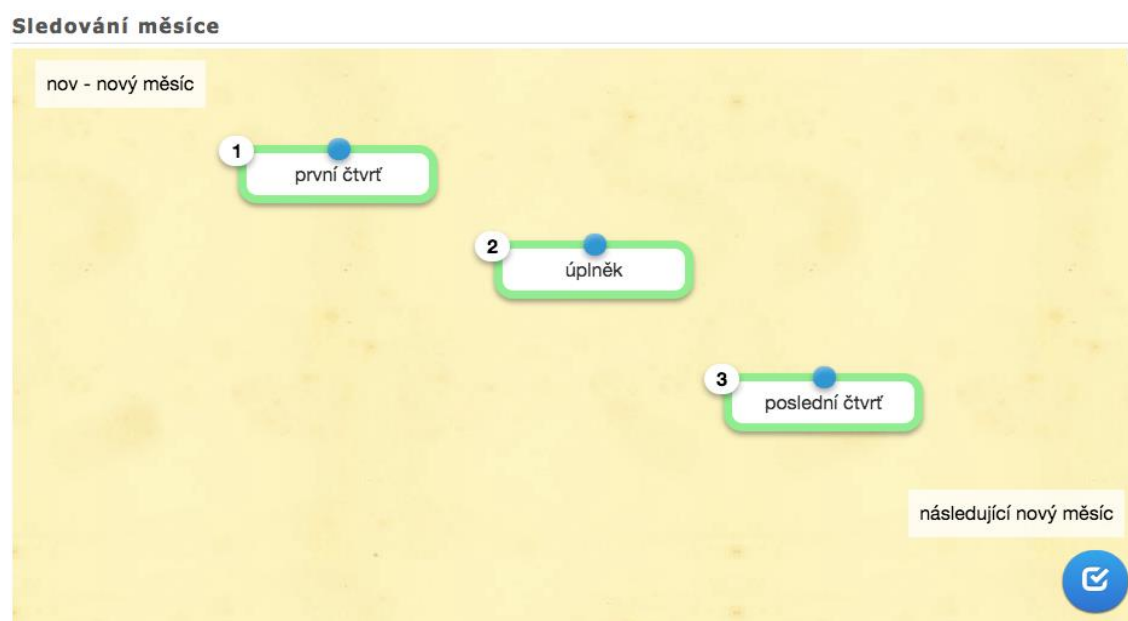 Sledování měsíce
nov - nový měsíc
1
první čtvrť
2
úplněk
3
poslední čtvrť
následující nový měsíc